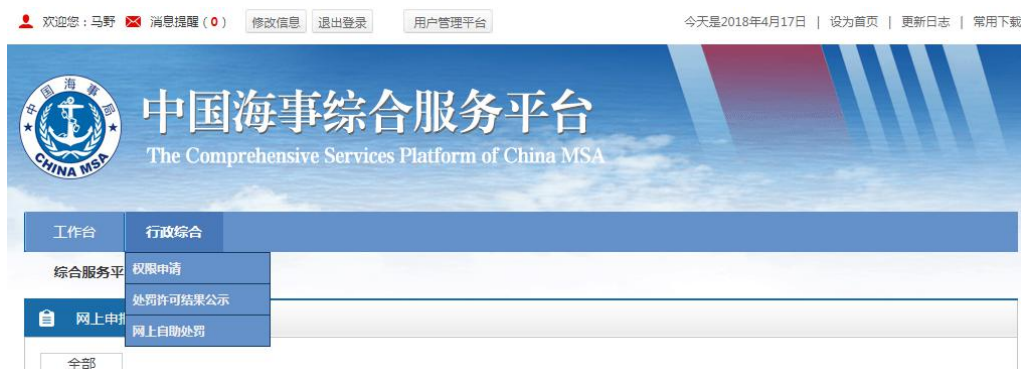 欢迎您：马野 消息提醒（0） 修改信息 退出登录 用户管理平台 今天是2018年4月17日 | 设为首页 | 更新日志 | 常用下载
中国海事局
CHINA MSA
中国海事综合服务平台
The Comprehensive Services Platform of China MSA
工作台 行政综合
综合服务平
权限申请
处罚许可结果公示
网上申报
网上自助处罚
全部